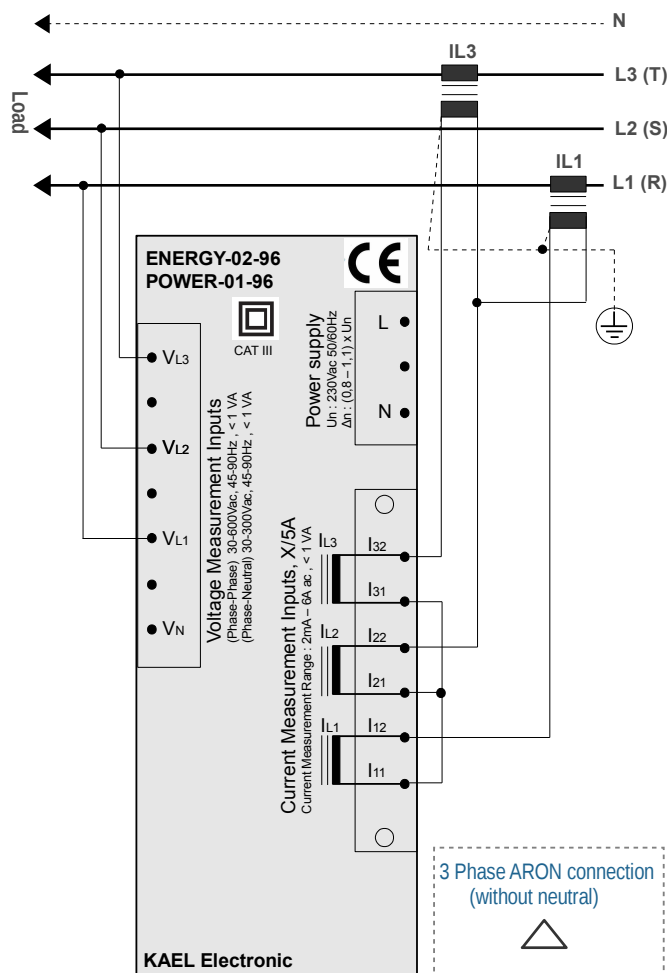 N
IL3
L3 (T)
Load
L2 (S)
IL1
L1 (R)
ENERGY-02-96
POWER-01-96
CE
CAT III
Power supply
Un : 230Vac 50/60Hz
Δn : (0,8 – 1,1) x Un
L
N
VL3
VL2
VL1
VN
Voltage Measurement Inputs
(Phase-Phase) 30-600Vac, 45-90Hz , < 1 VA
(Phase-Neutral) 30-300Vac, 45-90Hz, < 1 VA
Current Measurement Inputs, X/5A
Current Measurement Range : 2mA – 6A ac , < 1 VA
IL3
I32
I31
IL2
I22
I21
IL1
I12
I11
3 Phase ARON connection
(without neutral)
KAEL Electronic